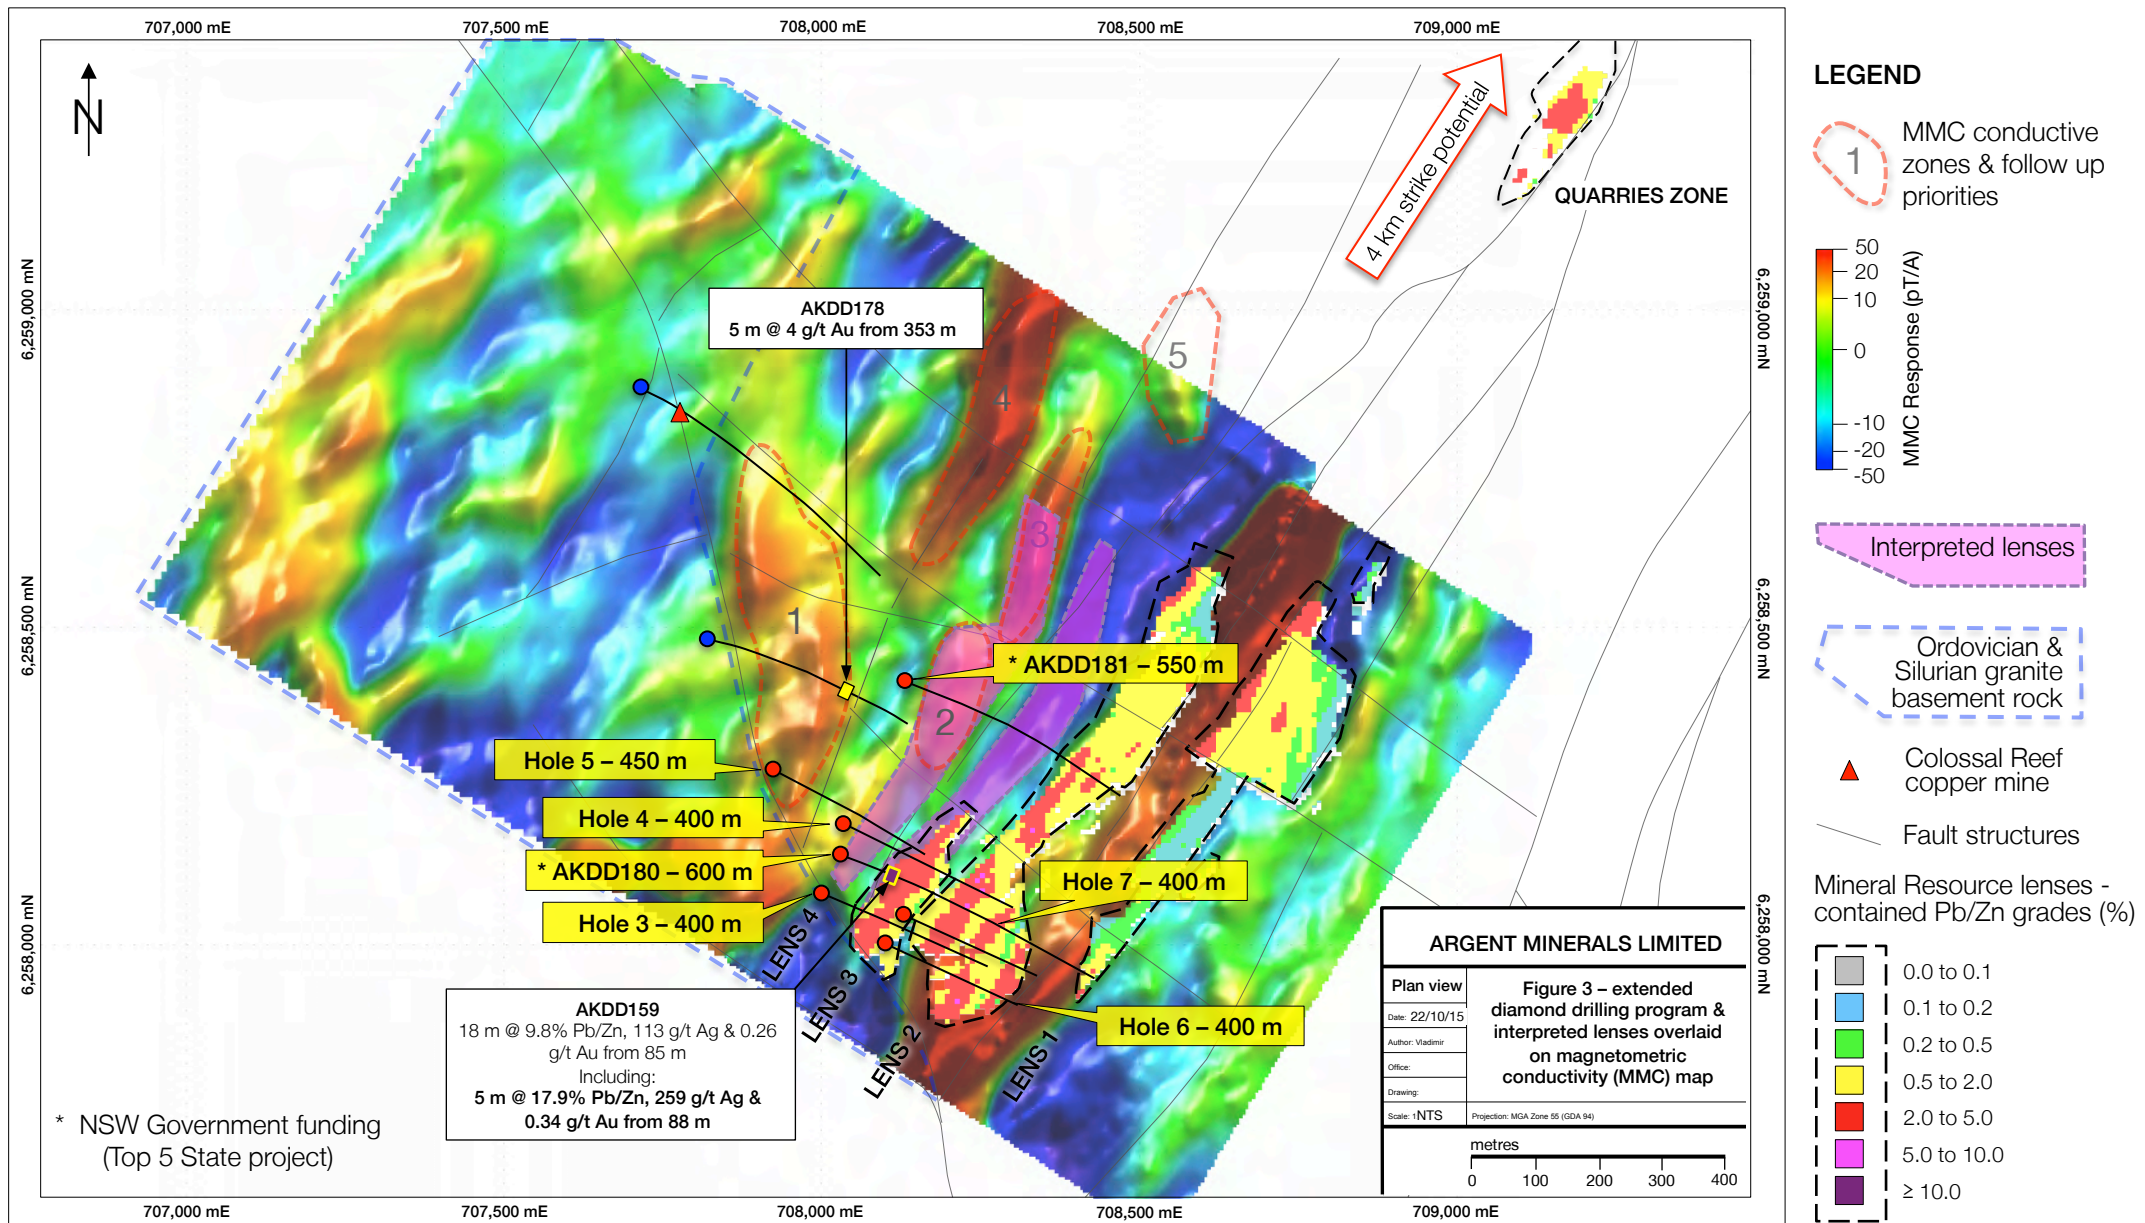 707,000 mE
707,500 mE
708,000 mE
708,500 mE
709,000 mE
N
6,259,000 mN
6,258,500 mN
6,258,000 mN
6,259,000 mN
6,258,500 mN
6,258,000 mN
4 km strike potential
QUARRIES ZONE
AKDD178
5 m @ 4 g/t Au from 353 m
5
4
3
1
2
* AKDD181 – 550 m
Hole 5 – 450 m
Hole 4 – 400 m
* AKDD180 – 600 m
Hole 3 – 400 m
Hole 7 – 400 m
Hole 6 – 400 m
LENS 4
LENS 3
LENS 2
LENS 1
AKDD159
18 m @ 9.8% Pb/Zn, 113 g/t Ag & 0.26
g/t Au from 85 m
Including:
5 m @ 17.9% Pb/Zn, 259 g/t Ag &
0.34 g/t Au from 88 m
* NSW Government funding
(Top 5 State project)
ARGENT MINERALS LIMITED
Plan view
Date: 22/10/15
Author: Vladimir
Office:
Drawing:
Scale: 1NTS
Figure 3 – extended
diamond drilling program &
interpreted lenses overlaid
on magnetometric
conductivity (MMC) map
Projection: MGA Zone 55 (GDA 94)
metres
0 100 200 300 400
707,000 mE
707,500 mE
708,000 mE
708,500 mE
709,000 mE
LEGEND
1
MMC conductive
zones & follow up
priorities
50
20
10
0
-10
-20
-50
MMC Response (pT/A)
Interpreted lenses
Ordovician &
Silurian granite
basement rock
Colossal Reef
copper mine
Fault structures
Mineral Resource lenses -
contained Pb/Zn grades (%)
0.0 to 0.1
0.1 to 0.2
0.2 to 0.5
0.5 to 2.0
2.0 to 5.0
5.0 to 10.0
≥ 10.0